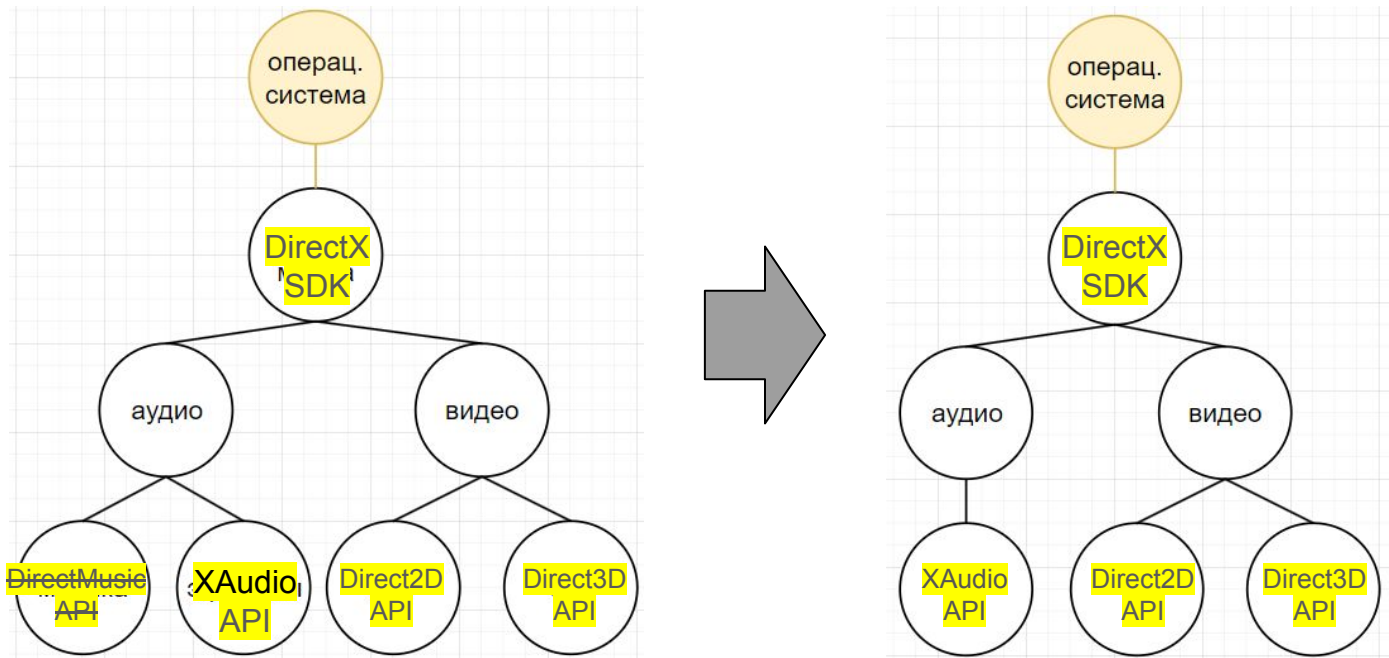 операц.
система
DirectX
SDK
аудио
видео
DirectMusic
API
XAudio
API
Direct2D
API
Direct3D
API
операц.
система
DirectX
SDK
аудио
видео
XAudio
API
Direct2D
API
Direct3D
API